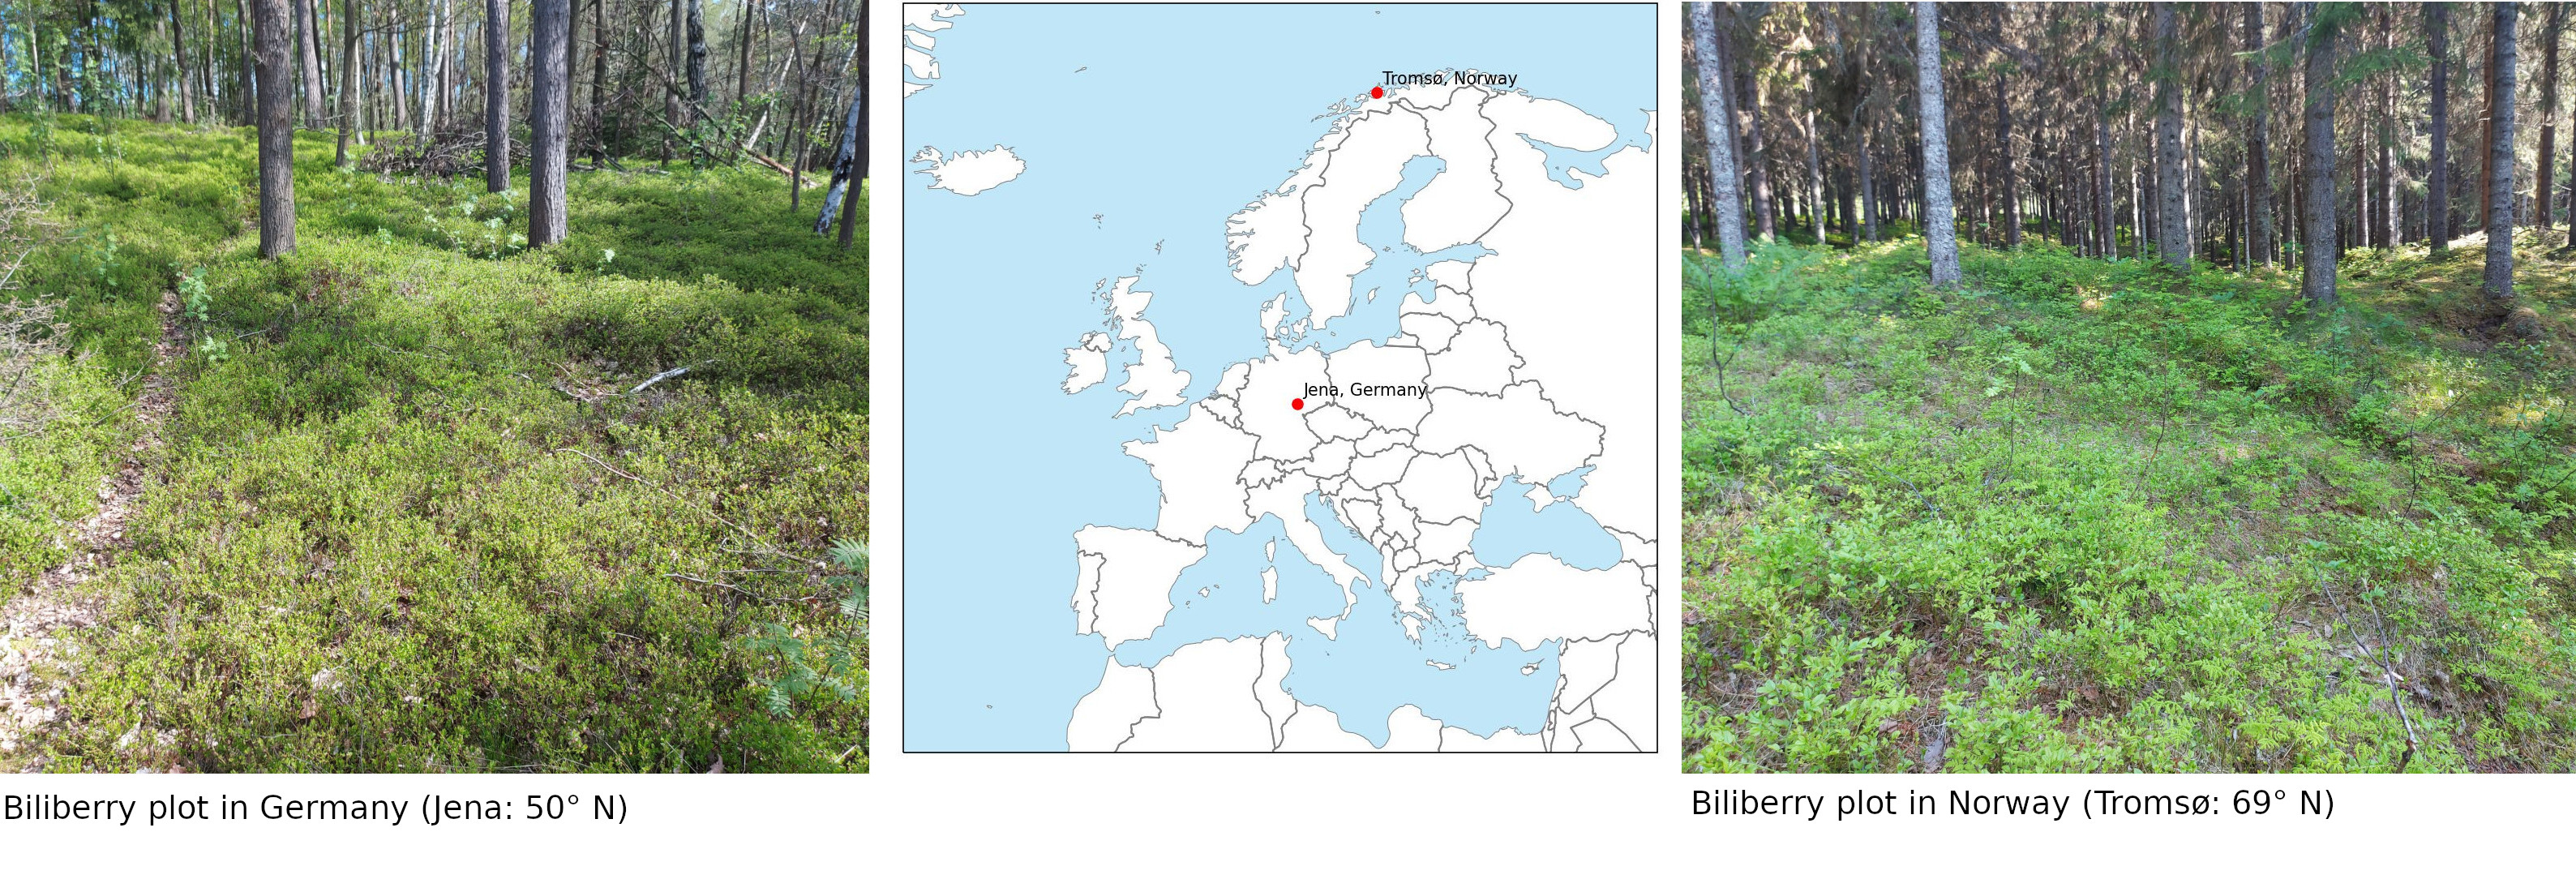 Tromsø, Norway
Jena, Germany
Biliberry plot in Germany (Jena: 50° N)
Biliberry plot in Norway (Tromsø: 69° N)